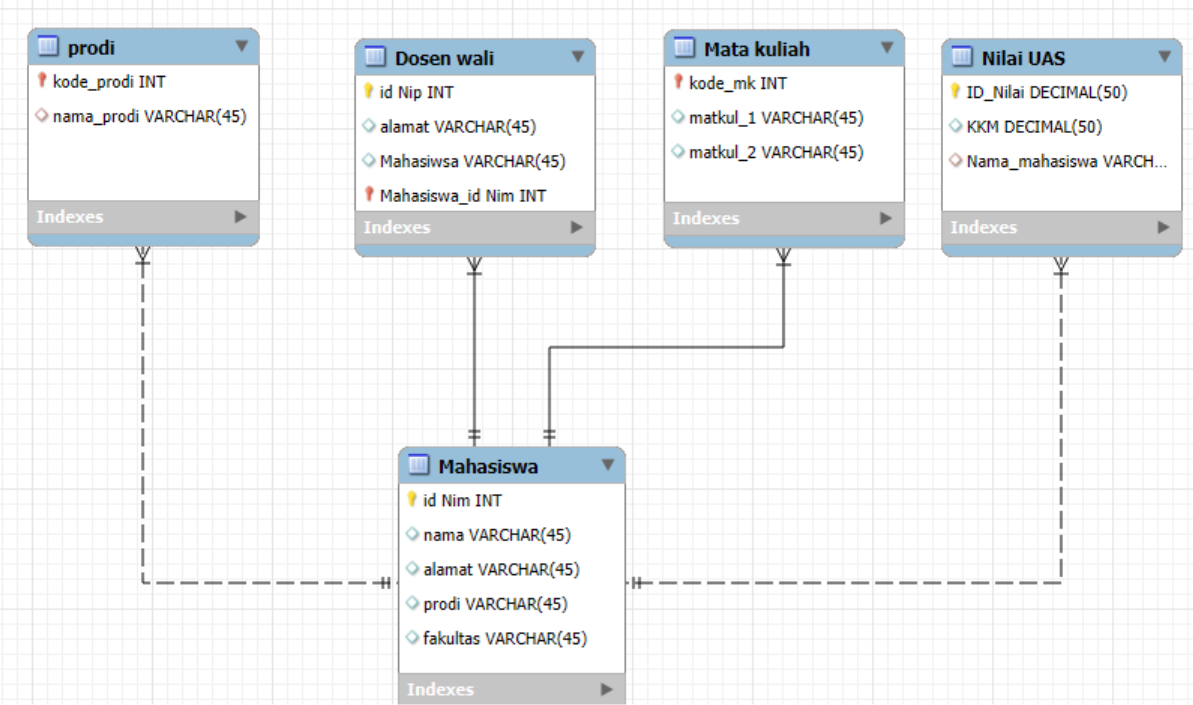 prodi
kode_prodi INT
nama_prodi VARCHAR(45)
Indexes
Dosen wali
id Nip INT
alamat VARCHAR(45)
Mahasiwsa VARCHAR(45)
Mahasiswa_id Nim INT
Indexes
Mata kuliah
kode_mk INT
matkul_1 VARCHAR(45)
matkul_2 VARCHAR(45)
Indexes
Nilai UAS
ID_Nilai DECIMAL(50)
KKM DECIMAL(50)
Nama_mahasiswa VARCH...
Indexes
Mahasiswa
id Nim INT
nama VARCHAR(45)
alamat VARCHAR(45)
prodi VARCHAR(45)
fakultas VARCHAR(45)
Indexes